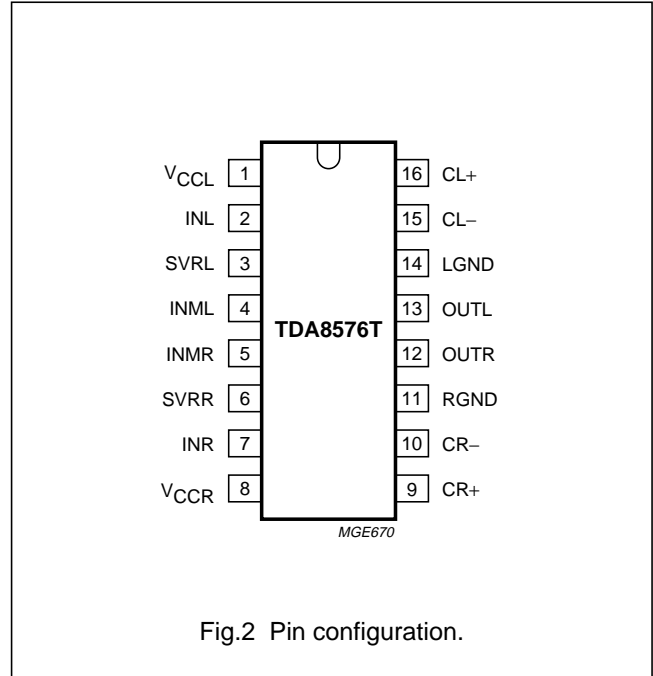 V_CCL 1 16 CL+
INL 2 15 CL−
SVRL 3 14 LGND
INML 4 13 OUTL
TDA8576T
INMR 5 12 OUTR
SVRR 6 11 RGND
INR 7 10 CR−
V_CCR 8 9 CR+
MGE670
Fig.2 Pin configuration.